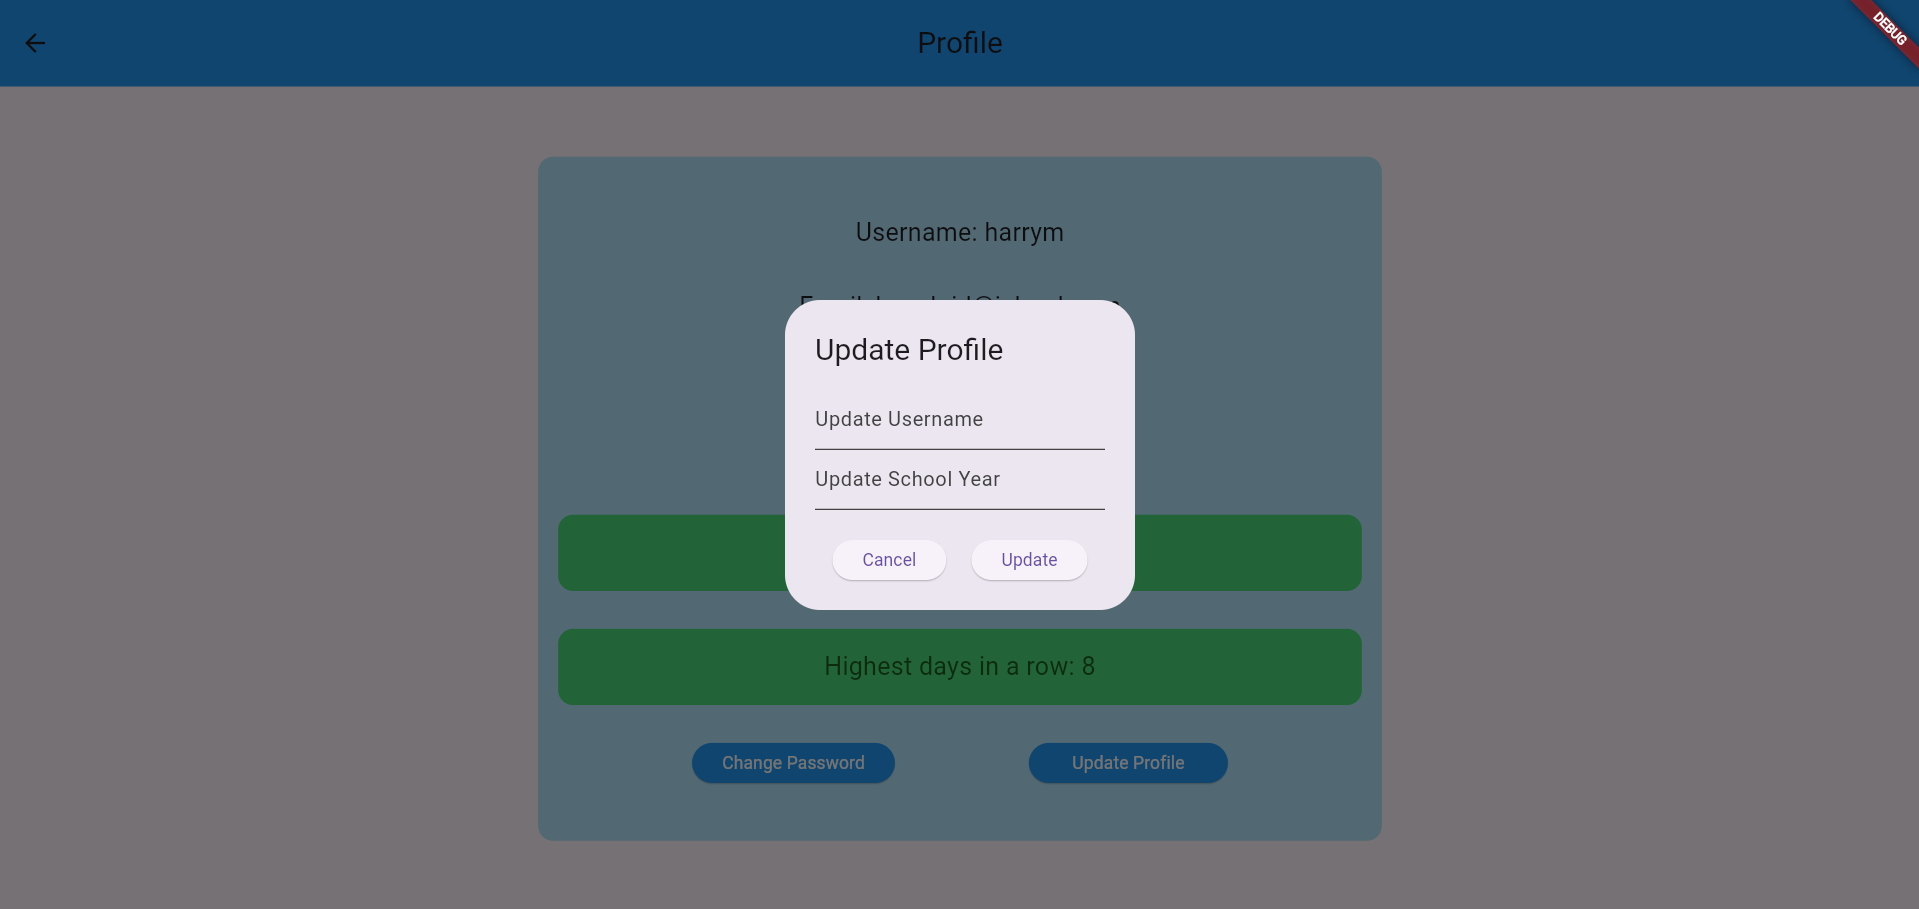 Profile
DEBUG
Username: harrym
Update Profile
Update Username
Update School Year
Cancel
Update
Highest days in a row: 8
Change Password
Update Profile